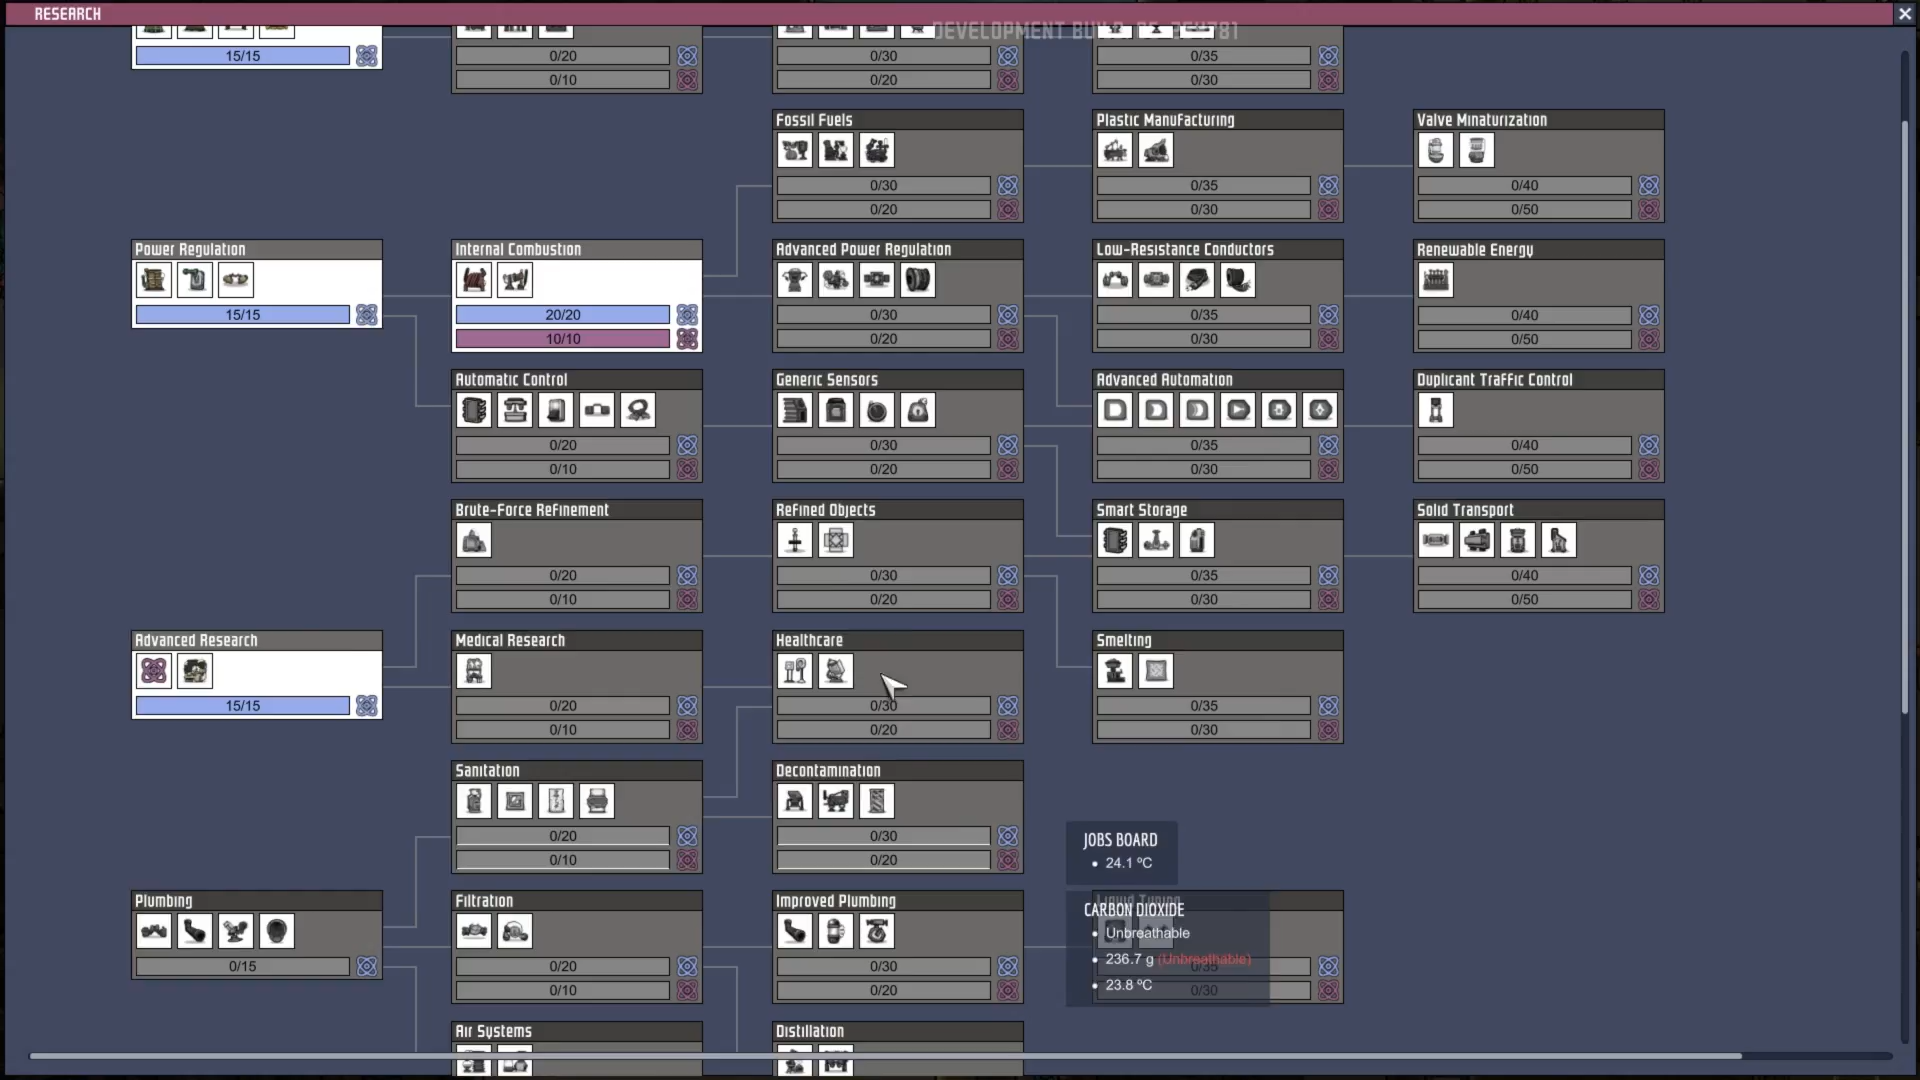 RESEARCH
15/15
0/20
0/10
0/30
0/20
0/35
0/30
Fossil Fuels
0/30
0/20
Plastic Manufacturing
0/35
0/30
Valve Minaturization
0/40
0/50
Power Regulation
15/15
Internal Combustion
20/20
10/10
Advanced Power Regulation
0/30
0/20
Low-Resistance Conductors
0/35
0/30
Renewable Energy
0/40
0/50
Automatic Control
0/20
0/10
Generic Sensors
0/30
0/20
Advanced Automation
0/35
0/30
Duplicant Traffic Control
0/40
0/50
Brute-Force Refinement
0/20
0/10
Refined Objects
0/30
0/20
Smart Storage
0/35
0/30
Solid Transport
0/40
0/50
Advanced Research
15/15
Medical Research
0/20
0/10
Healthcare
0/30
0/20
Smelting
0/35
0/30
Sanitation
0/20
0/10
Decontamination
0/30
0/20
JOBS BOARD
• 24.1 ºC
Plumbing
0/15
Filtration
0/20
0/10
Improved Plumbing
0/30
0/20
CARBON DIOXIDE
• Unbreathable
• 236.7 g (Unbreathable)
• 23.8 ºC
0/35
0/30
Air Systems
Distillation